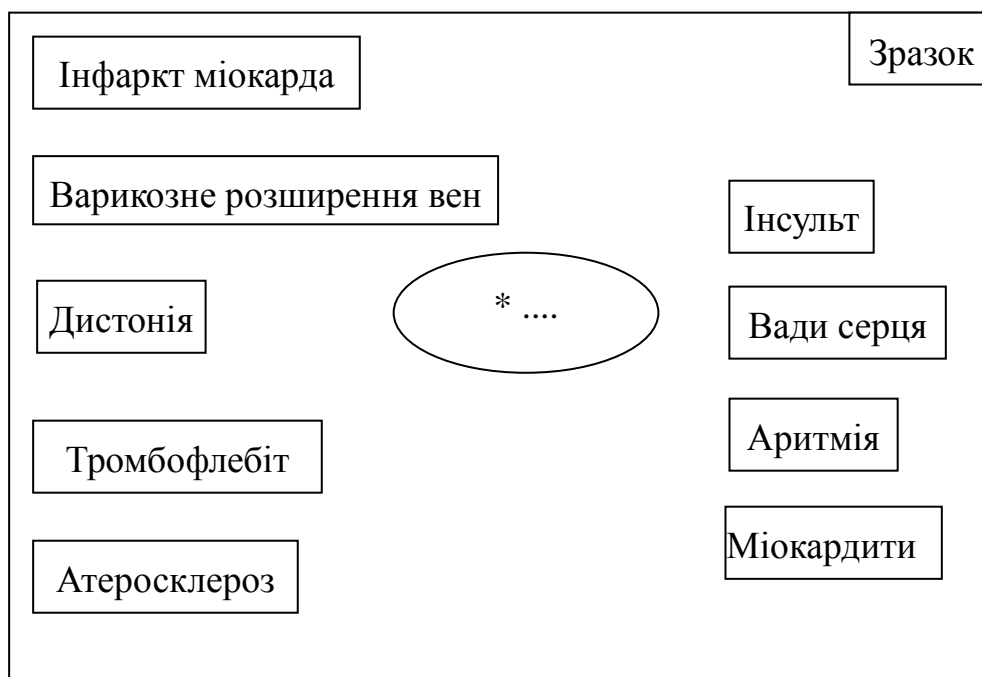 Зразок
Інфаркт міокарда
Варикозне розширення вен
Дистонія
Тромбофлебіт
Атеросклероз
* ....
Інсульт
Вади серця
Аритмія
Міокардити